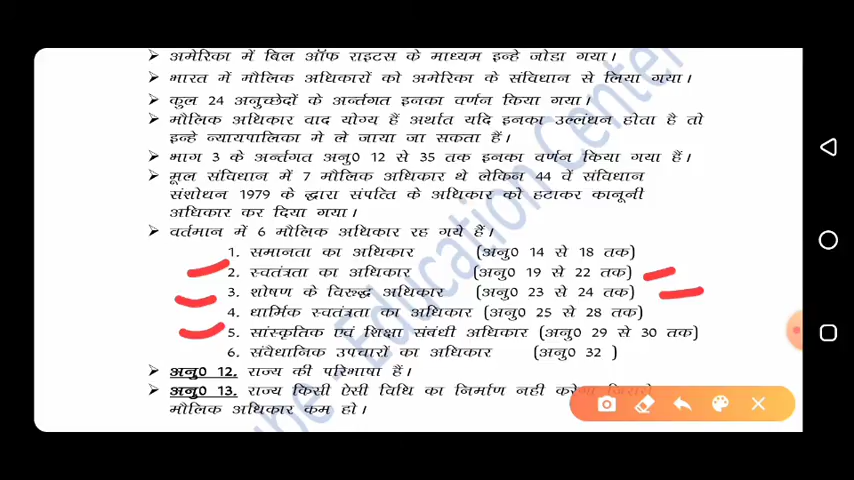 ➢ अमेरिका में बिल ऑफ राइटस के माध्यम इन्हे जोडा गया।
➢ भारत में मौलिक अधिकारों को अमेरिका के संविधान से लिया गया।
➢ कुल 24 अनुच्छेदों के अर्न्तगत इनका वर्णन किया गया।
➢ मौलिक अधिकार वाद योग्य हैं अर्थात यदि इनका उल्लंधन होता है तो
इन्हे न्यायपालिका मे ले जाया जा सकता हैं।
➢ भाग 3 के अर्न्तगत अनु0 12 से 35 तक इनका वर्णन किया गया हैं।
➢ मूल संविधान में 7 मौलिक अधिकार थे लेकिन 44 वें संविधान
संशोधन 1979 के द्धारा संपत्ति के अधिकार को हटाकर कानूनी
अधिकार कर दिया गया।
➢ वर्तमान में 6 मौलिक अधिकार रह गये हैं।
1. समानता का अधिकार (अनु0 14 से 18 तक)
2. स्वतंत्रता का अधिकार (अनु0 19 से 22 तक)
3. शोषण के विरुद्ध अधिकार (अनु0 23 से 24 तक)
4. धार्मिक स्वतंत्रता का अधिकार (अनु0 25 से 28 तक)
5. सांस्कृतिक एवं शिक्षा संबंधी अधिकार (अनु0 29 से 30 तक)
6. संवैधानिक उपचारों का अधिकार (अनु0 32 )
➢ अनु0 12. राज्य की परिभाषा हैं।
➢ अनु0 13. राज्य किसी ऐसी विधि का निर्माण नही
मौलिक अधिकार कम हो।
Education Center